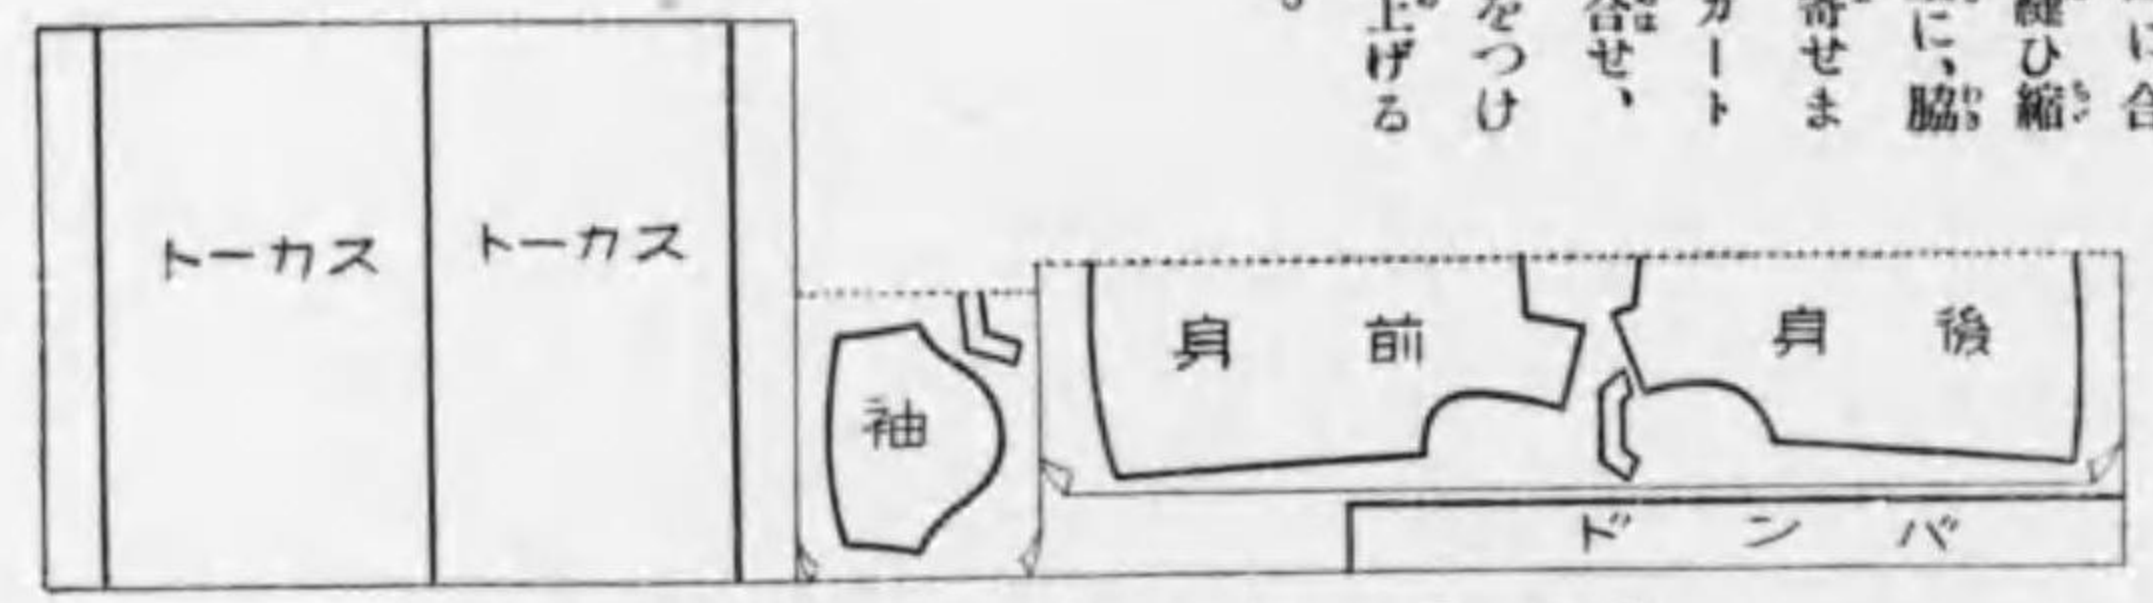 に合
縫ひ縮
に、脇
寄せま
カート
合せ、
をつけ
上げる
。
後身
前身
バンド
袖
スカート
スカート